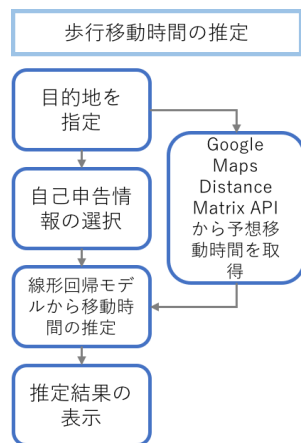 歩行移動時間の推定
目的地を
指定
自己申告情
報の選択
Google
Maps
Distance
Matrix API
から予想移
動時間を取
得
線形回帰モデ
ルから移動時
間の推定
推定結果の
表示